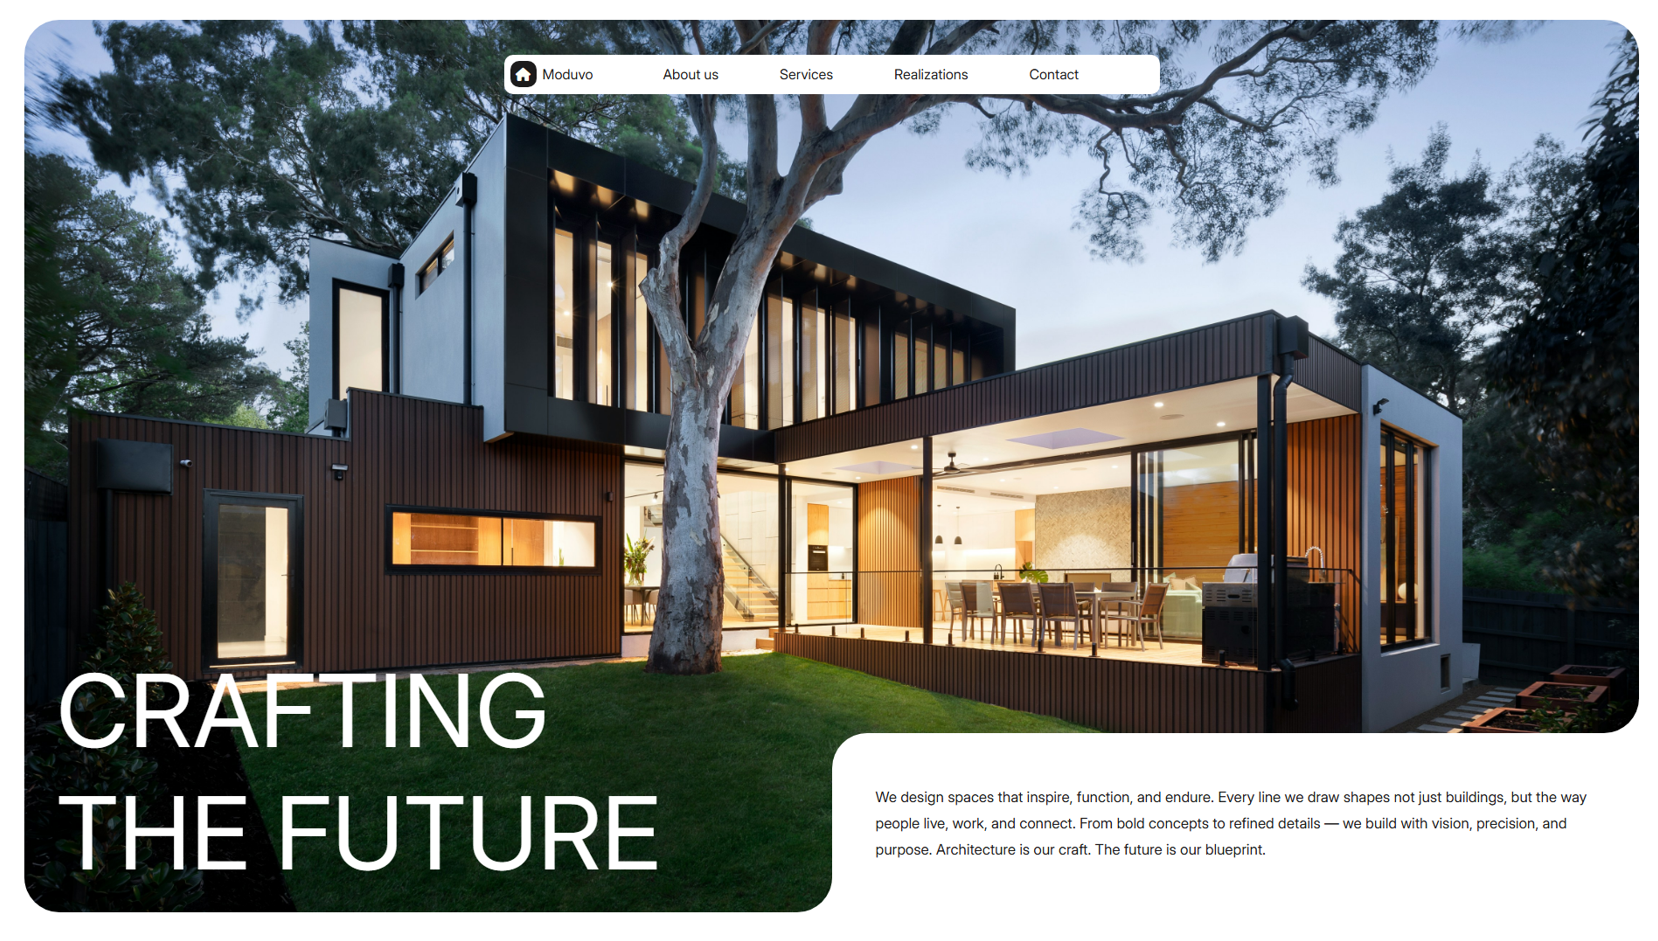 Moduvo About us Services Realizations Contact
CRAFTING
THE FUTURE
We design spaces that inspire, function, and endure. Every line we draw shapes not just buildings, but the way
people live, work, and connect. From bold concepts to refined details — we build with vision, precision, and
purpose. Architecture is our craft. The future is our blueprint.